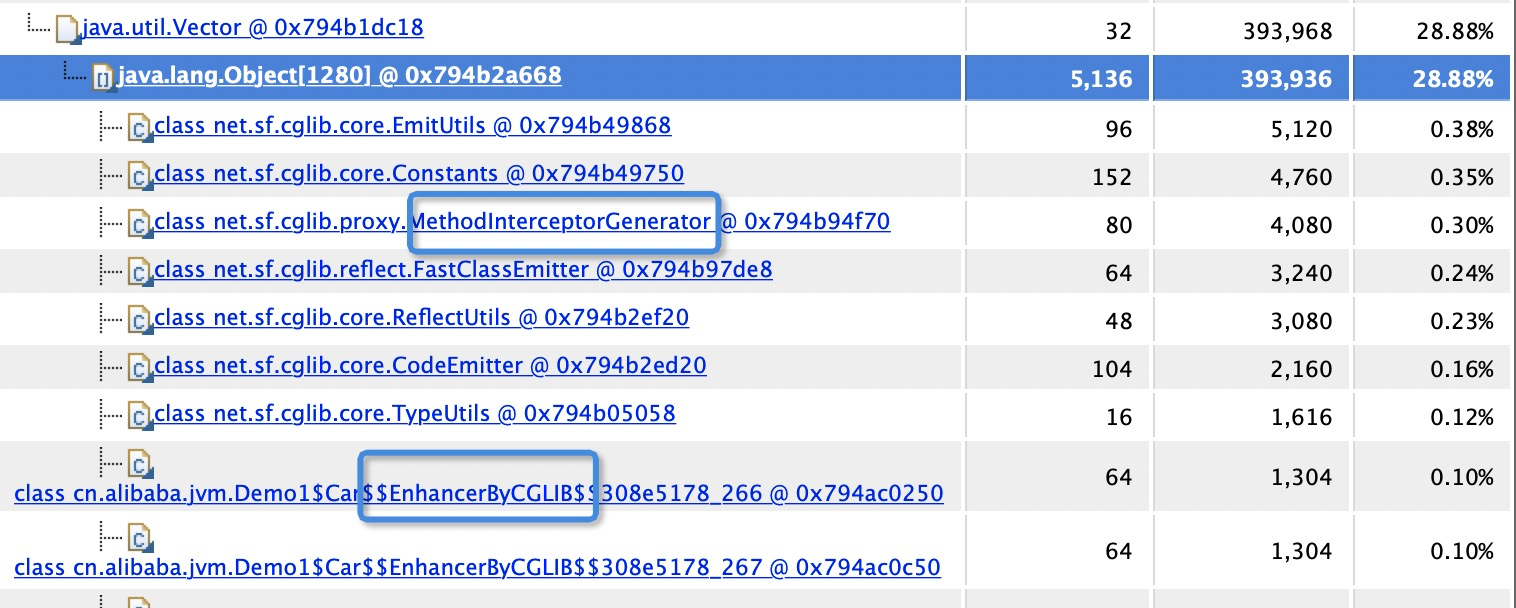 java.util.Vector @ 0x794b1dc18 32 393,968 28.88%
java.lang.Object[1280] @ 0x794b2a668 5,136 393,936 28.88%
class net.sf.cglib.core.EmitUtils @ 0x794b49868 96 5,120 0.38%
class net.sf.cglib.core.Constants @ 0x794b49750 152 4,760 0.35%
class net.sf.cglib.proxy.MethodInterceptorGenerator @ 0x794b94f70 80 4,080 0.30%
class net.sf.cglib.reflect.FastClassEmitter @ 0x794b97de8 64 3,240 0.24%
class net.sf.cglib.core.ReflectUtils @ 0x794b2ef20 48 3,080 0.23%
class net.sf.cglib.core.CodeEmitter @ 0x794b2ed20 104 2,160 0.16%
class net.sf.cglib.core.TypeUtils @ 0x794b05058 16 1,616 0.12%
class cn.alibaba.jvm.Demo1$Car$$EnhancerByCGLIB$$308e5178_266 @ 0x794ac0250 64 1,304 0.10%
class cn.alibaba.jvm.Demo1$Car$$EnhancerByCGLIB$$308e5178_267 @ 0x794ac0c50 64 1,304 0.10%